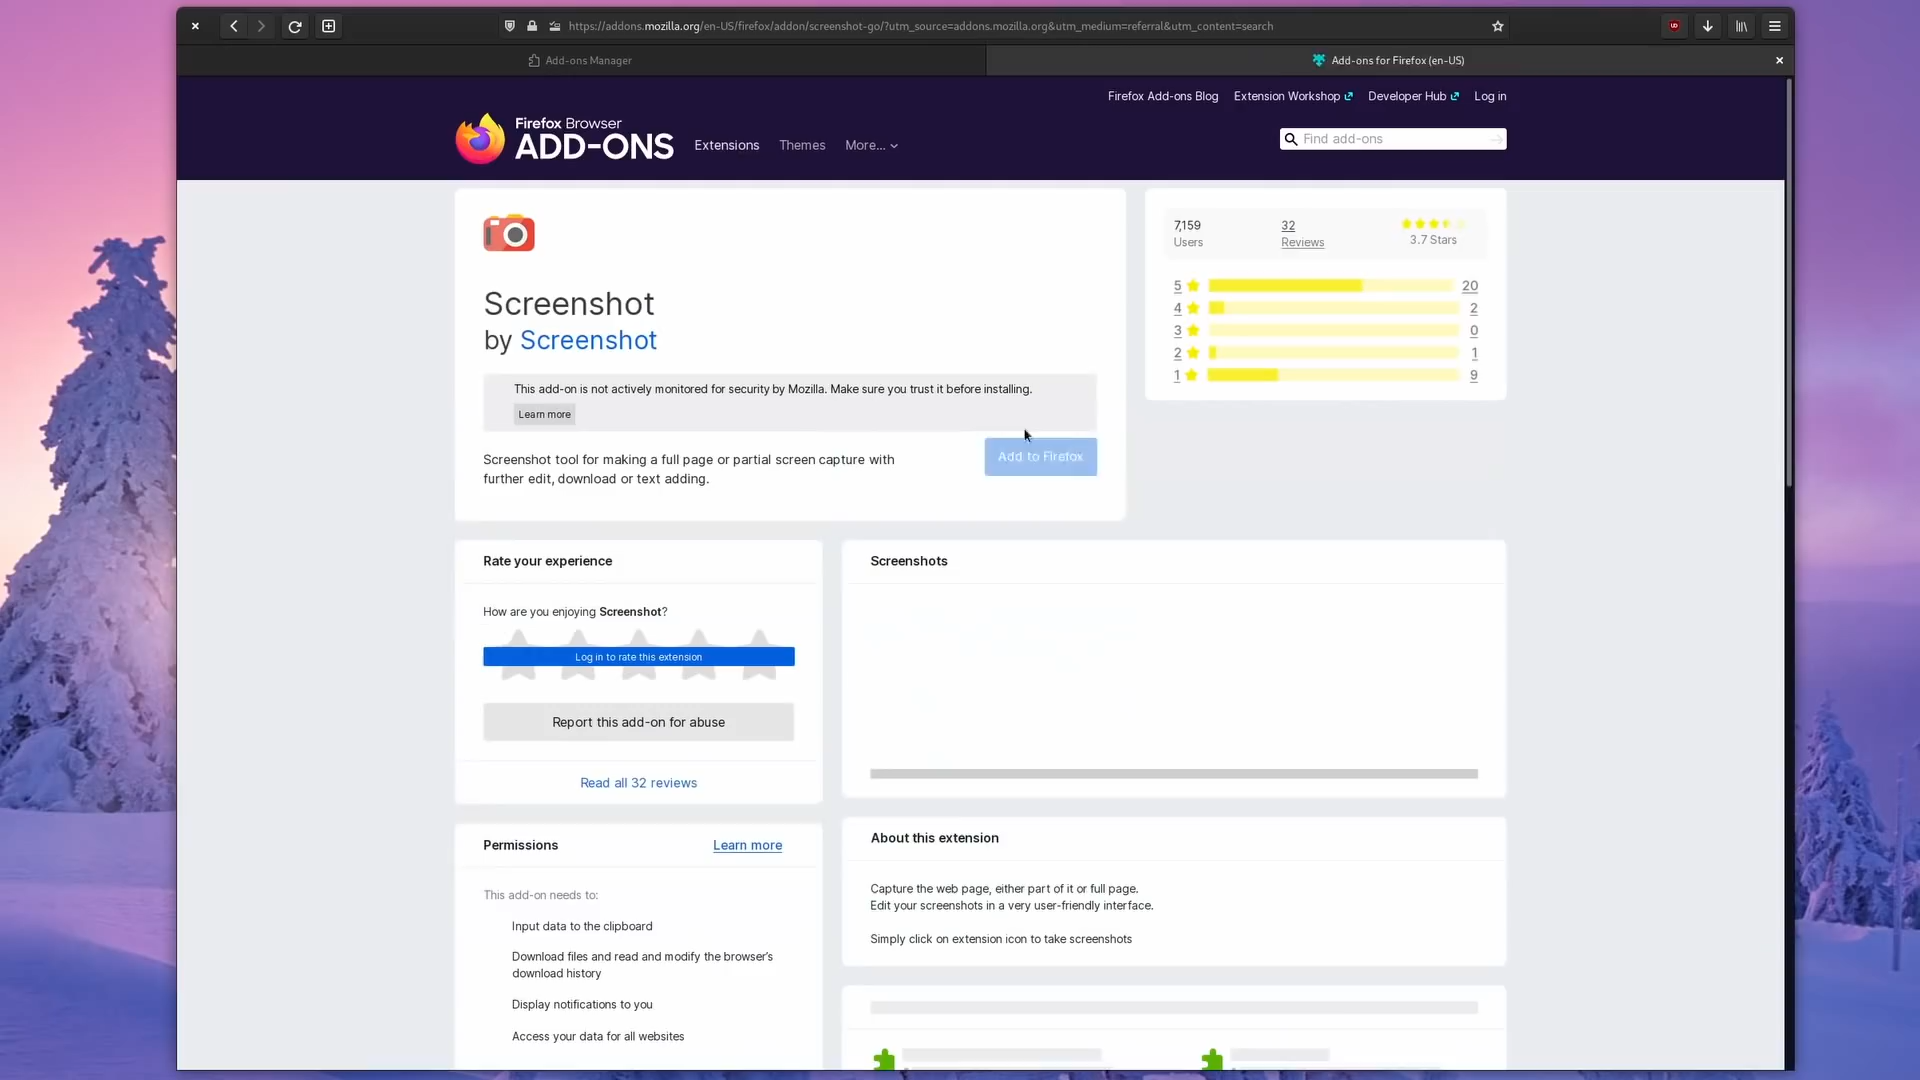 https://addons.mozilla.org/en-US/firefox/addon/screenshot-go/?utm_source=addons.mozilla.org&utm_medium=referral&utm_content=search
Add-ons Manager
Add-ons for Firefox (en-US)
Firefox Add-ons Blog
Extension Workshop
Developer Hub
Log in
Firefox Browser
ADD-ONS
Extensions
Themes
More...
Find add-ons
7,159
Users
32
Reviews
3.7 Stars
5
20
4
2
3
0
2
1
1
9
Screenshot
by Screenshot
This add-on is not actively monitored for security by Mozilla. Make sure you trust it before installing.
Learn more
Screenshot tool for making a full page or partial screen capture with
further edit, download or text adding.
Add to Firefox
Rate your experience
How are you enjoying Screenshot?
Log in to rate this extension
Report this add-on for abuse
Read all 32 reviews
Screenshots
Permissions
Learn more
This add-on needs to:
Input data to the clipboard
Download files and read and modify the browser’s
download history
Display notifications to you
Access your data for all websites
About this extension
Capture the web page, either part of it or full page.
Edit your screenshots in a very user-friendly interface.
Simply click on extension icon to take screenshots